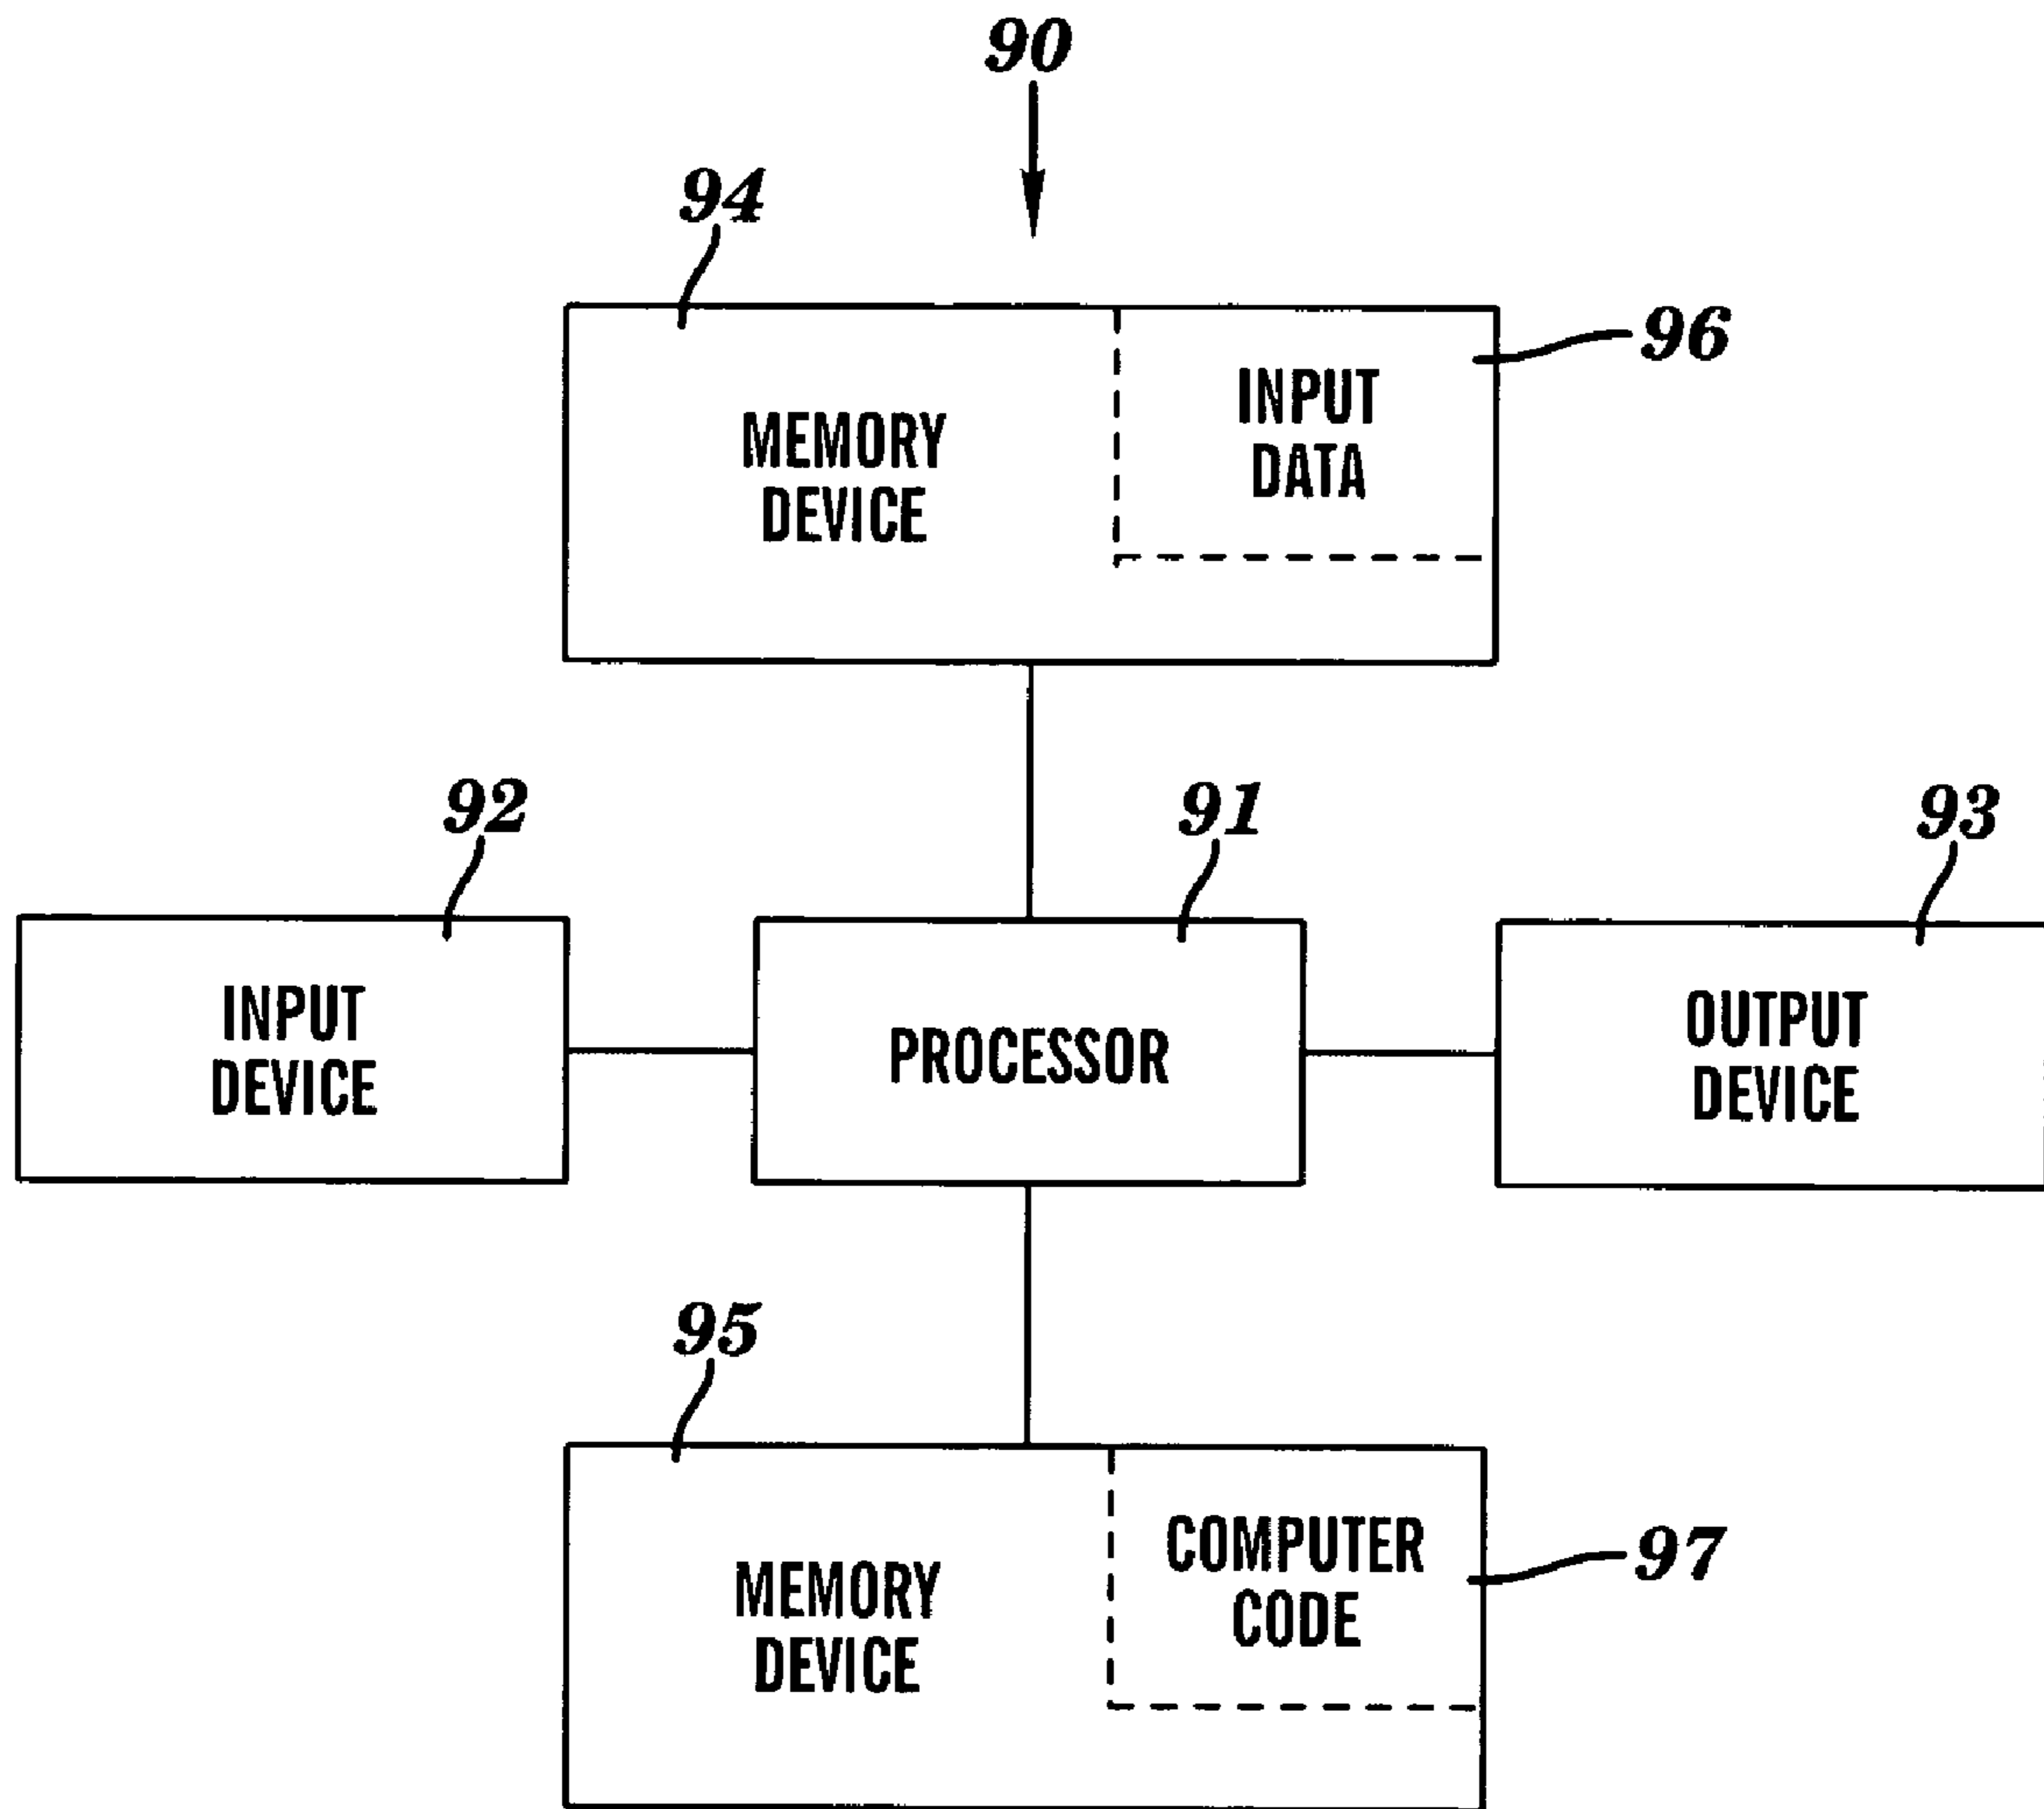 90
94
96
MEMORY
DEVICE
INPUT
DATA
92
91
93
INPUT
DEVICE
PROCESSOR
OUTPUT
DEVICE
95
MEMORY
DEVICE
COMPUTER
CODE
97